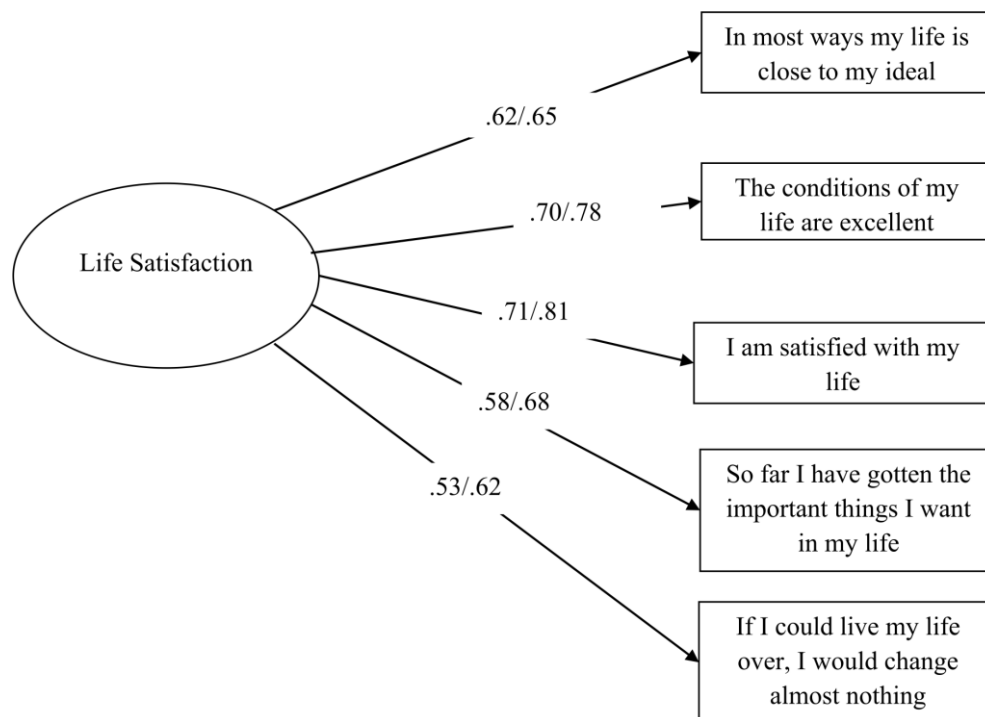 In most ways my life is
close to my ideal
.62/.65
The conditions of my
life are excellent
.70/.78
Life Satisfaction
.71/.81
I am satisfied with my
life
.58/.68
So far I have gotten the
important things I want
in my life
.53/.62
If I could live my life
over, I would change
almost nothing